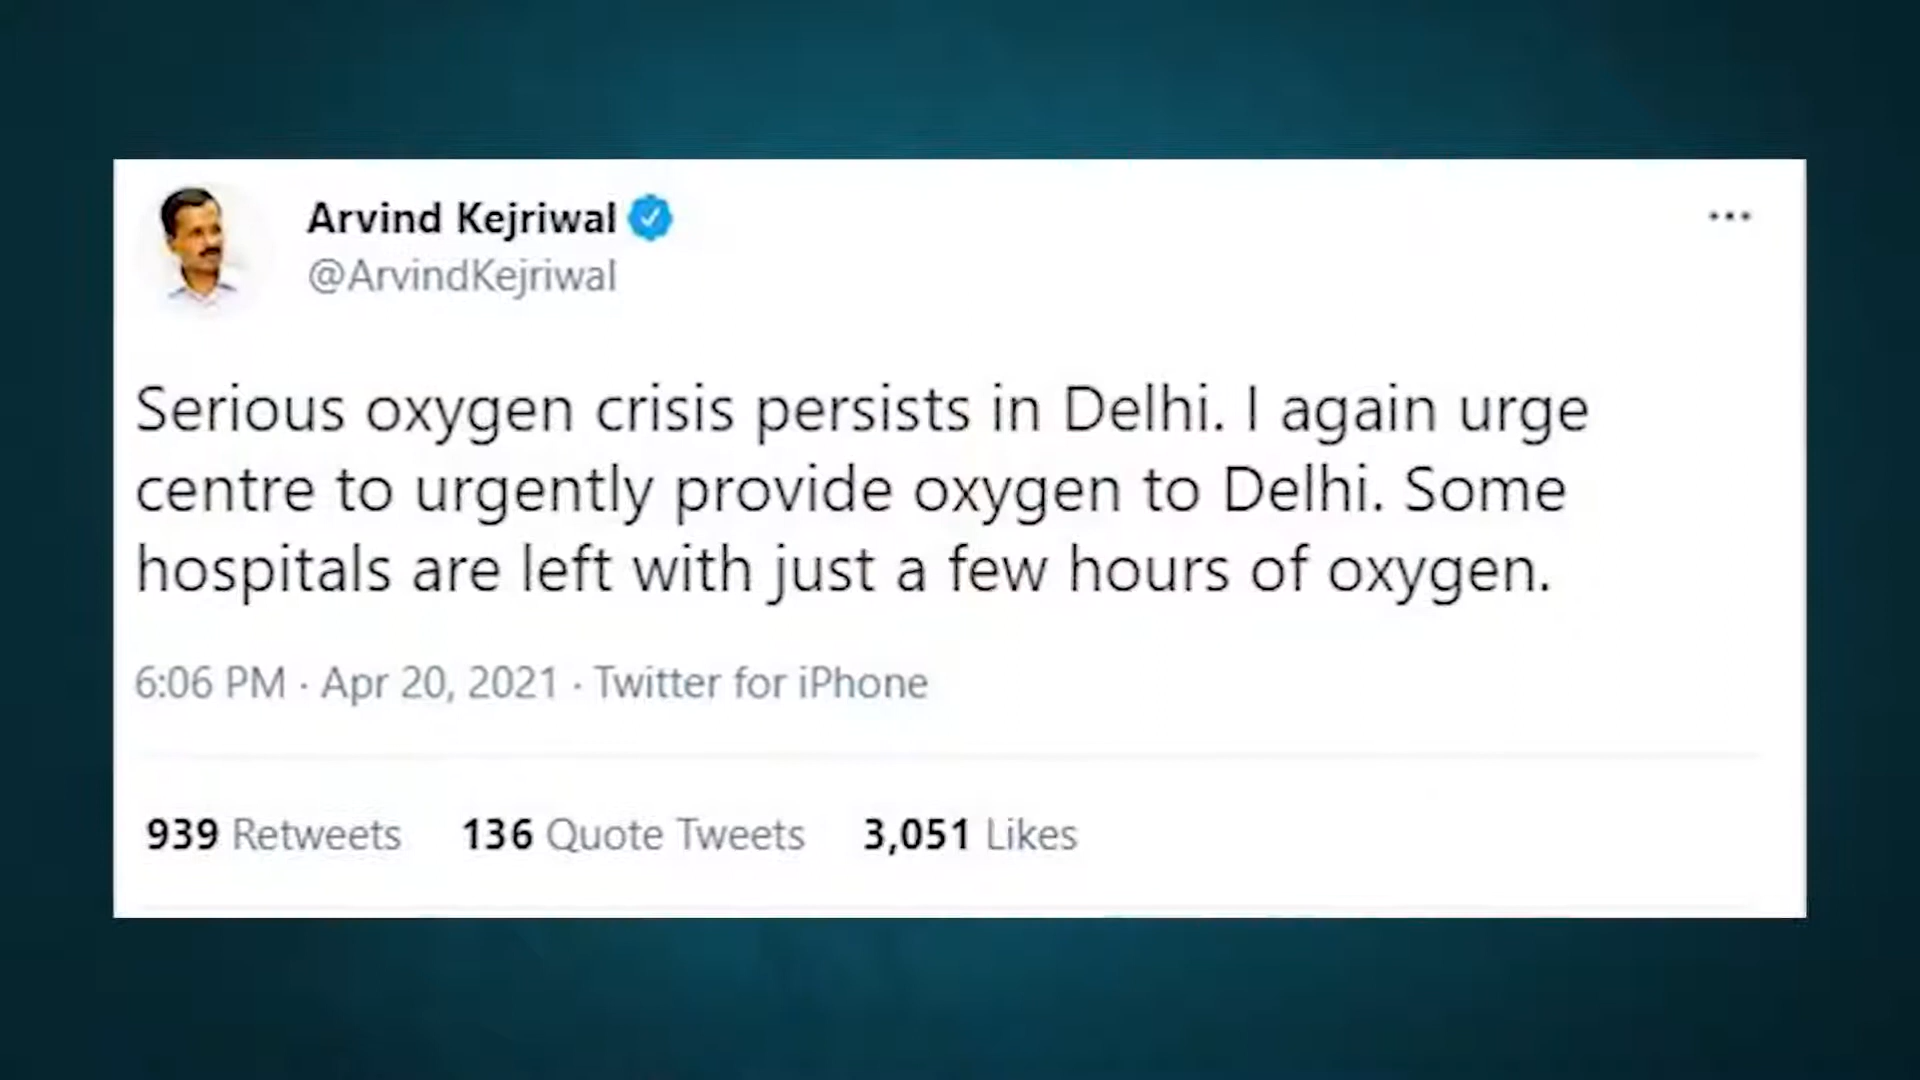 Arvind Kejriwal
@ArvindKejriwal
Serious oxygen crisis persists in Delhi. I again urge
centre to urgently provide oxygen to Delhi. Some
hospitals are left with just a few hours of oxygen.
6:06 PM · Apr 20, 2021 · Twitter for iPhone
939 Retweets 136 Quote Tweets 3,051 Likes